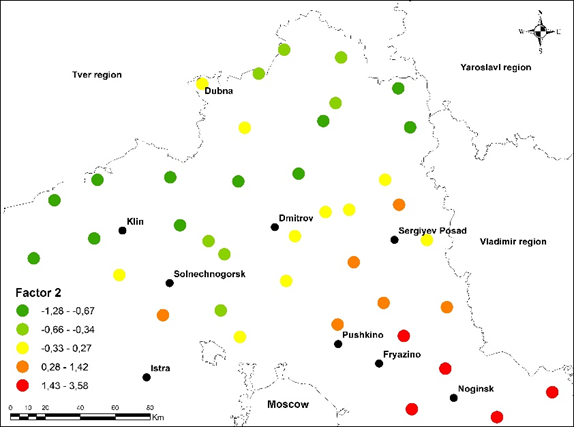 N
W E
S
Tver region
Yaroslavl region
Dubna
Klin
Dmitrov
Sergiyev Posad
Vladimir region
Solnechnogorsk
Factor 2
-1,28 - -0,67
-0,66 - -0,34
-0,33 - 0,27
0,28 - 1,42
1,43 - 3,58
Pushkino
Fryazino
Istra
Noginsk
Moscow
0 5 10 20 40 60 80
Km